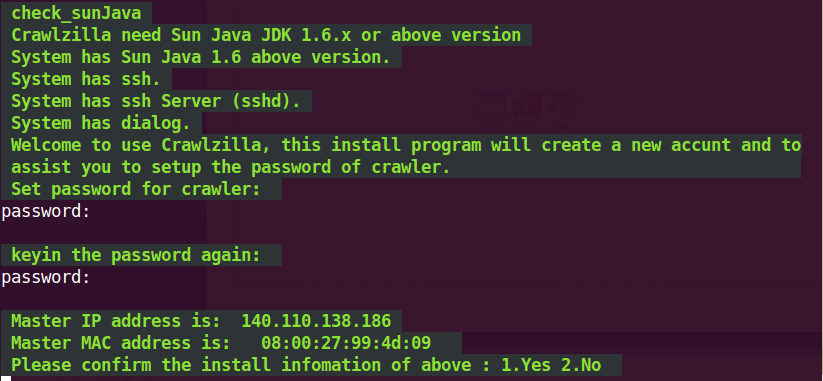 check_sunJava
Crawlzilla need Sun Java JDK 1.6.x or above version
System has Sun Java 1.6 above version.
System has ssh.
System has ssh Server (sshd).
System has dialog.
Welcome to use Crawlzilla, this install program will create a new accunt and to
assist you to setup the password of crawler.
Set password for crawler:
password:
keyin the password again:
password:
Master IP address is:  140.110.138.186
Master MAC address is:   08:00:27:99:4d:09
Please confirm the install infomation of above : 1.Yes 2.No